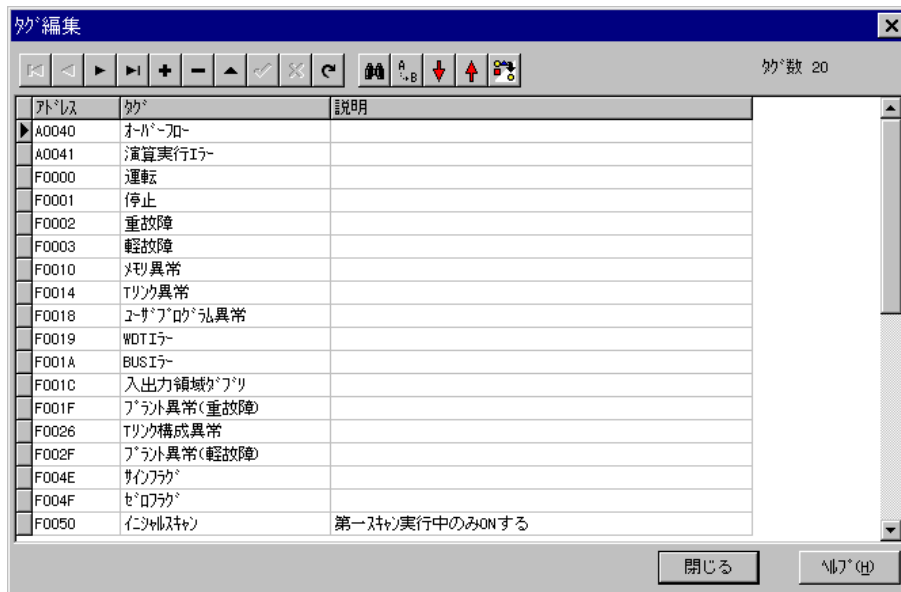 ﾀｸﾞ編集
A B
ﾀｸﾞ数 20
ｱﾄﾞﾚｽ ﾀｸﾞ 説明
A0040 ｵｰﾊﾞｰﾌﾛｰ
A0041 演算実行ｴﾗｰ
F0000 運転
F0001 停止
F0002 重故障
F0003 軽故障
F0010 ﾒﾓﾘ異常
F0014 Tﾘﾝｸ異常
F0018 ﾕｰｻﾞﾌﾟﾛｸﾞﾗﾑ異常
F0019 WDTｴﾗｰ
F001A BUSｴﾗｰ
F001C 入出力領域ﾀﾞﾌﾞﾘ
F001F ﾌﾟﾗﾝﾄ異常(重故障)
F0026 Tﾘﾝｸ構成異常
F002F ﾌﾟﾗﾝﾄ異常(軽故障)
F004E ｻｲﾝﾌﾗｸﾞ
F004F ｾﾞﾛﾌﾗｸﾞ
F0050 ｲﾆｼｬﾙｽｷｬﾝ 第一ｽｷｬﾝ実行中のみONする
閉じる ﾍﾙﾌﾟ(H)